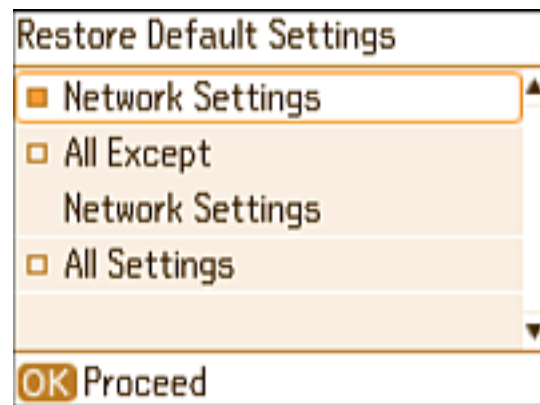 Restore Default Settings
Network Settings
All Except
Network Settings
All Settings
OK Proceed